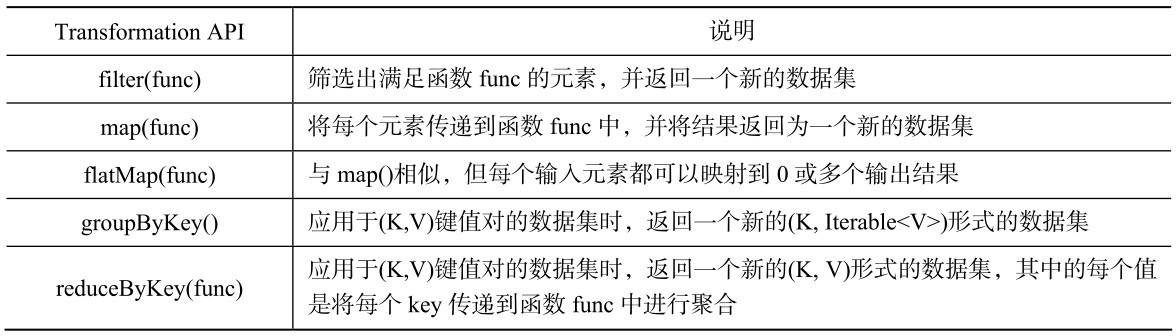 Transformation API 说明
filter(func) 筛选出满足函数 func 的元素，并返回一个新的数据集
map(func) 将每个元素传递到函数 func 中，并将结果返回为一个新的数据集
flatMap(func) 与 map()相似，但每个输入元素都可以映射到 0 或多个输出结果
groupByKey() 应用于(K,V)键值对的数据集时，返回一个新的(K, Iterable<V>)形式的数据集
reduceByKey(func) 应用于(K,V)键值对的数据集时，返回一个新的(K, V)形式的数据集，其中的每个值
是将每个 key 传递到函数 func 中进行聚合